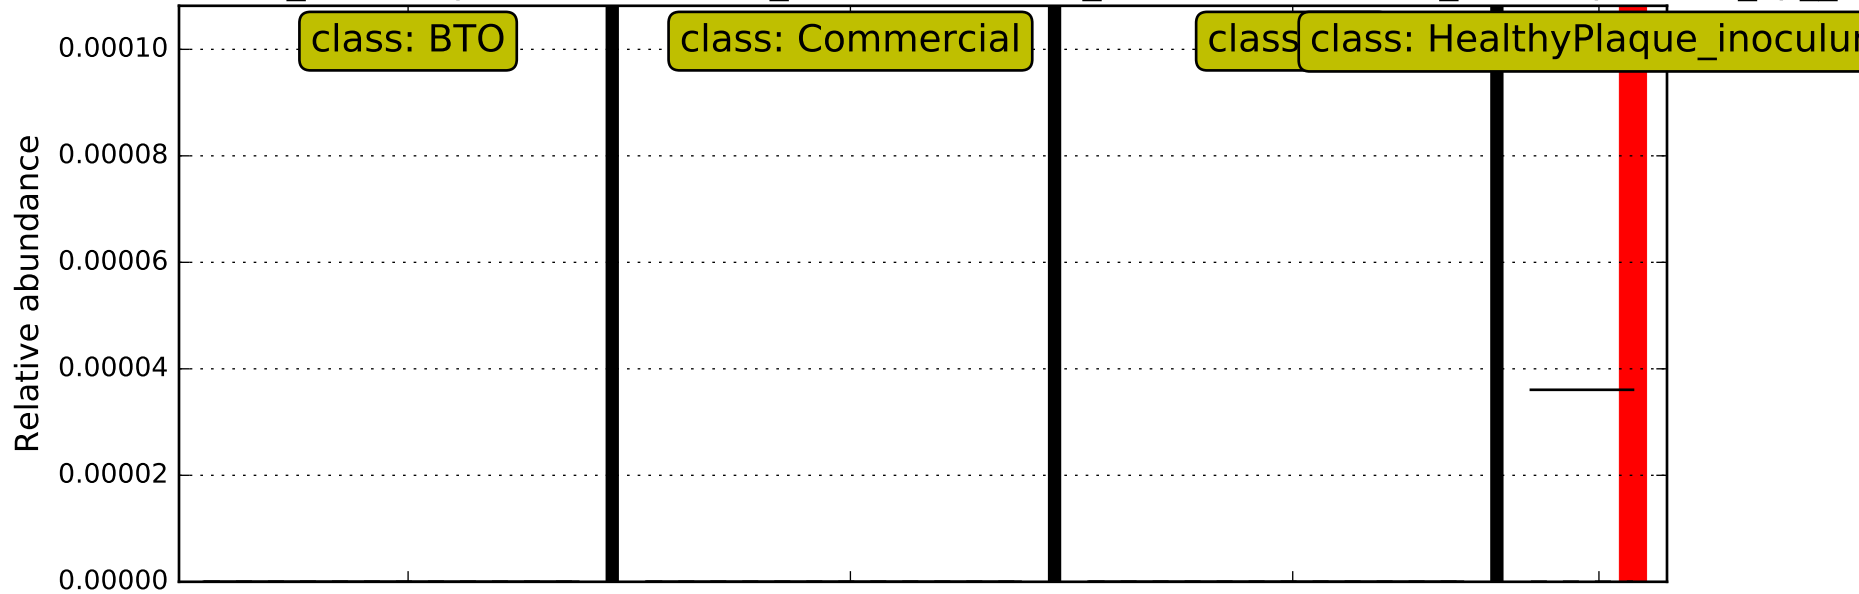 class: BTO
class: Commercial
class
class: HealthyPlaque_inoculu
0.00010
0.00008
0.00006
0.00004
0.00002
0.00000
Relative abundance